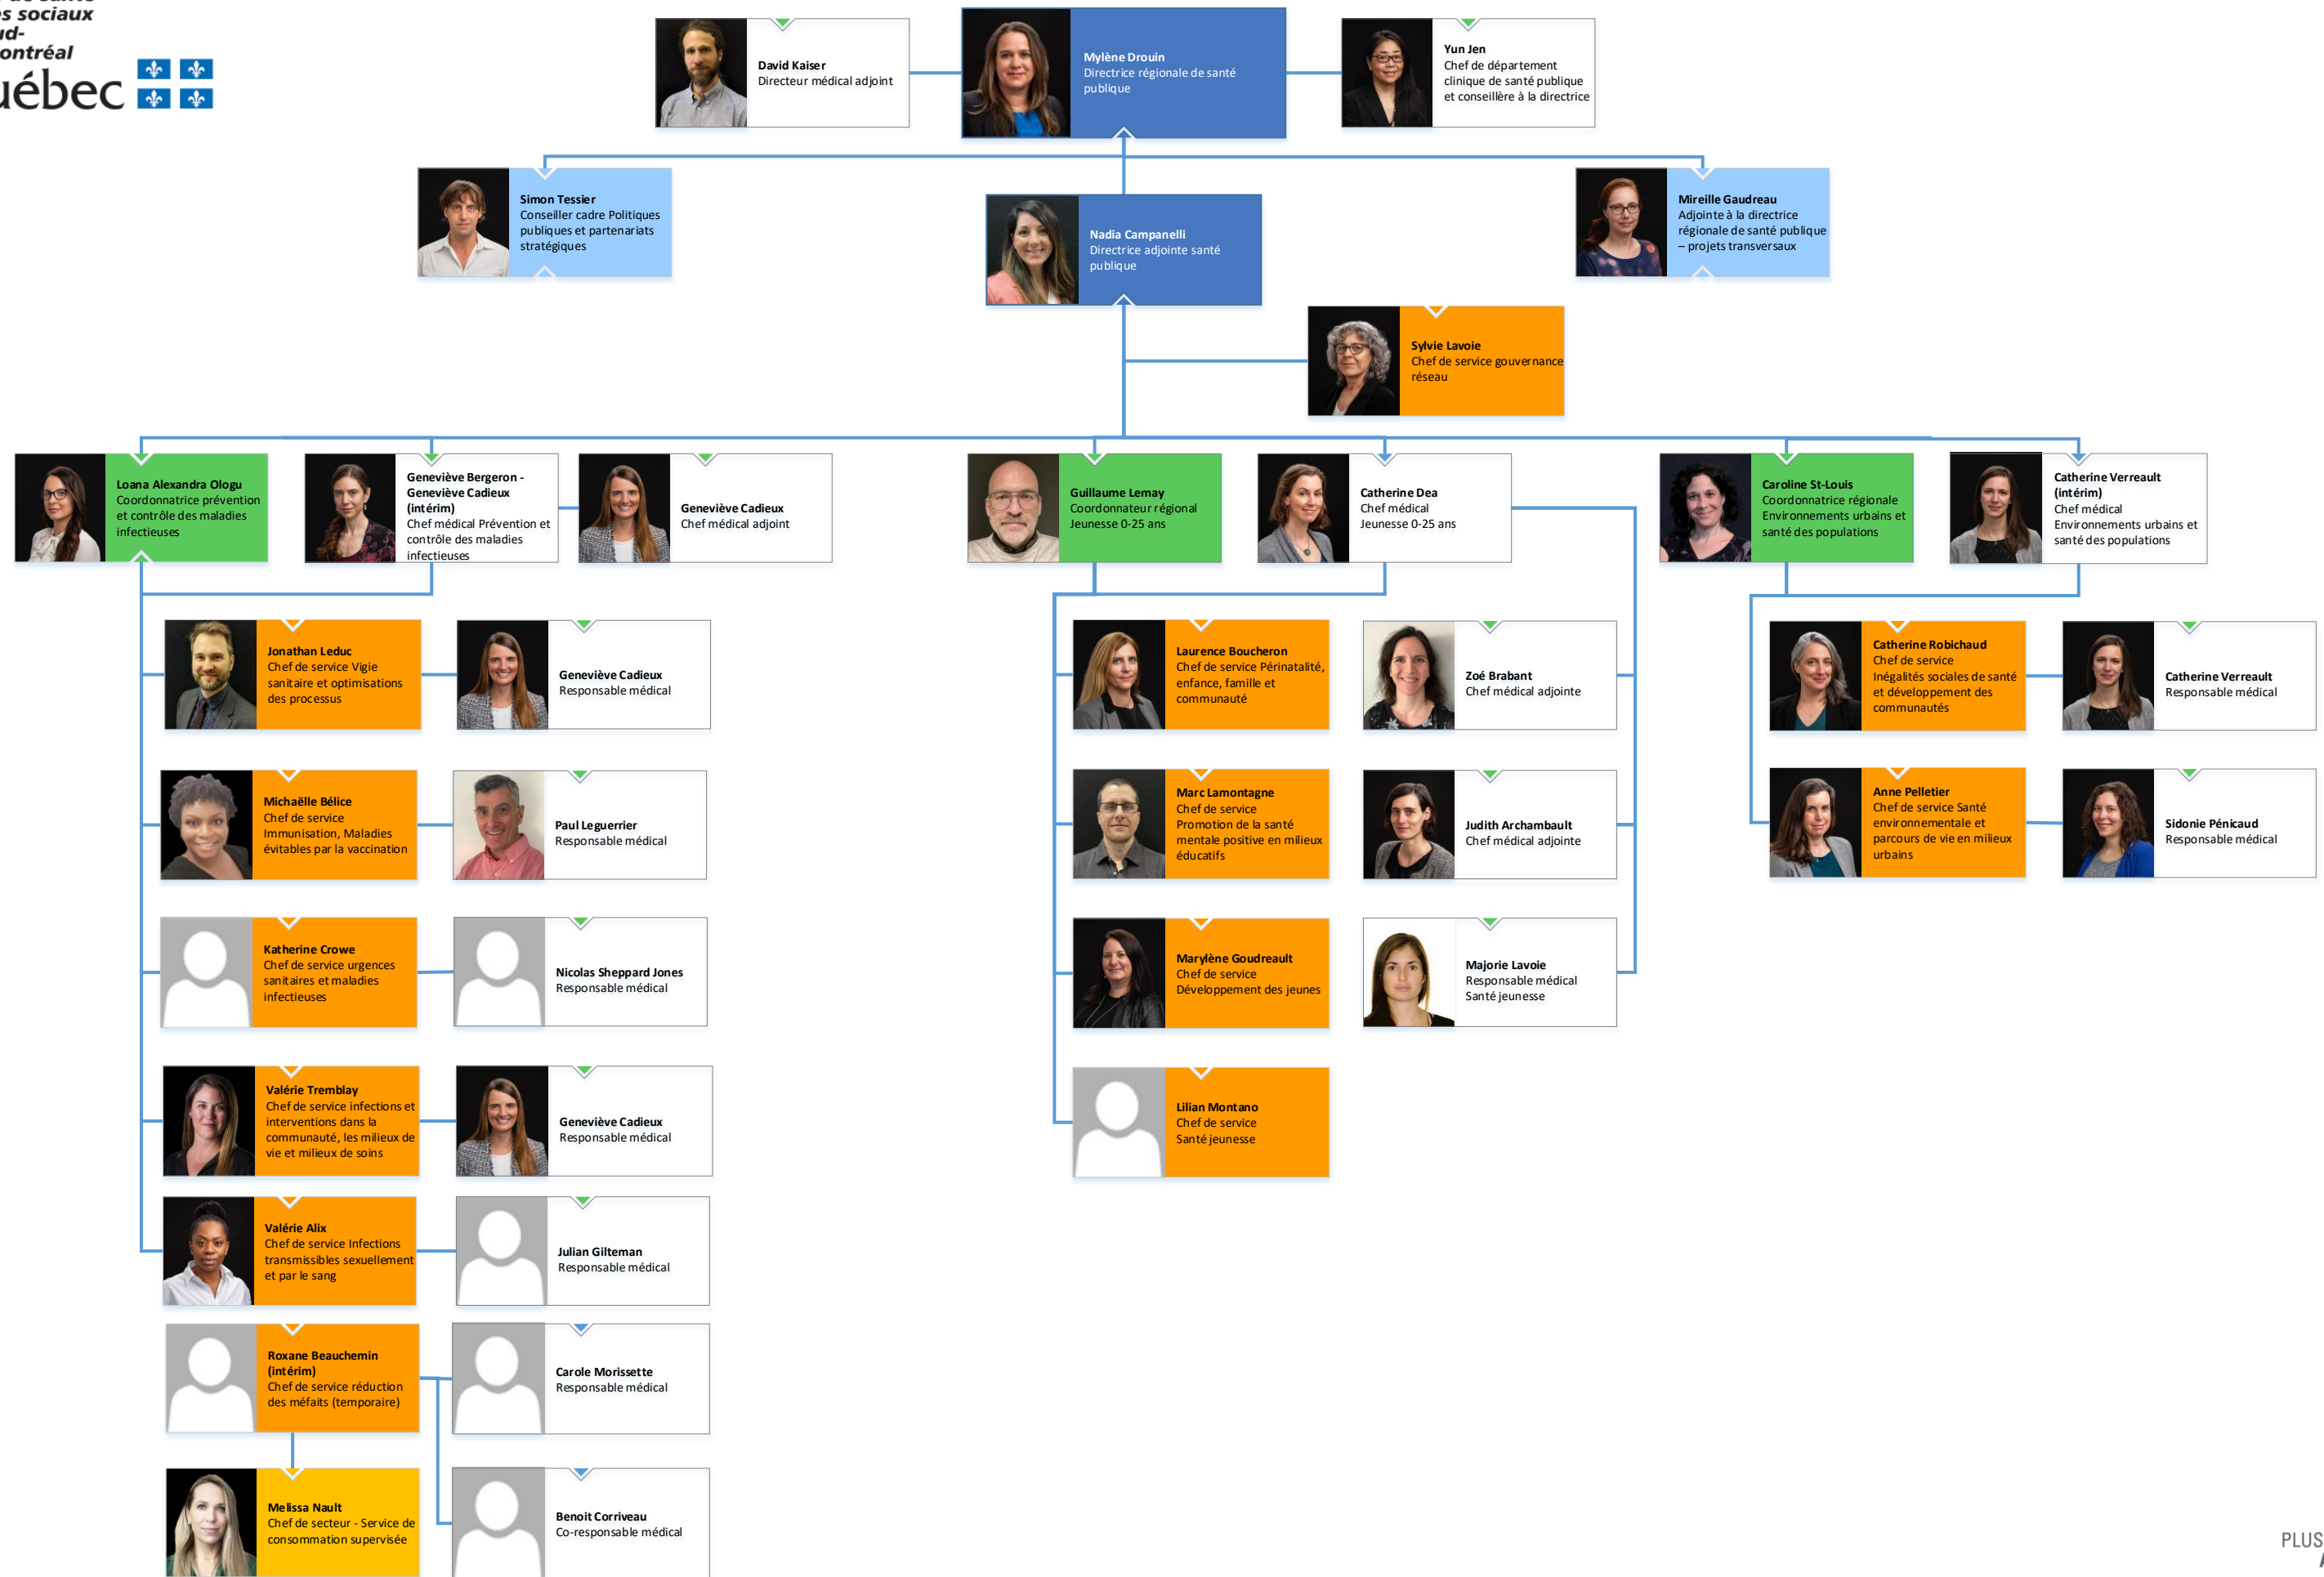 es sociaux
ud-
ontréal
uébec
David Kaiser
Directeur médical adjoint
Mylène Drouin
Directrice régionale de santé
publique
Yun Jen
Chef de département
clinique de santé publique
et conseillère à la directrice
Simon Tessier
Conseiller cadre Politiques
publiques et partenariats
stratégiques
Nadia Campanelli
Directrice adjointe santé
publique
Mireille Gaudreau
Adjointe à la directrice
régionale de santé publique
– projets transversaux
Sylvie Lavoie
Chef de service gouvernance
réseau
Loana Alexandra Ologu
Coordonnatrice prévention
et contrôle des maladies
infectieuses
Geneviève Bergeron -
Geneviève Cadieux
(intérim)
Chef médical Prévention et
contrôle des maladies
infectieuses
Geneviève Cadieux
Chef médical adjoint
Guillaume Lemay
Coordonnateur régional
Jeunesse 0-25 ans
Catherine Dea
Chef médical
Jeunesse 0-25 ans
Caroline St-Louis
Coordonnatrice régionale
Environnements urbains et
santé des populations
Catherine Verreault
(intérim)
Chef médical
Environnements urbains et
santé des populations
Jonathan Leduc
Chef de service Vigie
sanitaire et optimisations
des processus
Geneviève Cadieux
Responsable médical
Laurence Boucheron
Chef de service Périnatalité,
enfance, famille et
communauté
Zoé Brabant
Chef médical adjointe
Catherine Robichaud
Chef de service
Inégalités sociales de santé
et développement des
communautés
Catherine Verreault
Responsable médical
Michaëlle Bélice
Chef de service
Immunisation, Maladies
évitables par la vaccination
Paul Leguerrier
Responsable médical
Marc Lamontagne
Chef de service
Promotion de la santé
mentale positive en milieux
éducatifs
Judith Archambault
Chef médical adjointe
Anne Pelletier
Chef de service Santé
environnementale et
parcours de vie en milieux
urbains
Sidonie Pénicaud
Responsable médical
Katherine Crowe
Chef de service urgences
sanitaires et maladies
infectieuses
Nicolas Sheppard Jones
Responsable médical
Marylène Goudreault
Chef de service
Développement des jeunes
Majorie Lavoie
Responsable médical
Santé jeunesse
Valérie Tremblay
Chef de service infections et
interventions dans la
communauté, les milieux de
vie et milieux de soins
Geneviève Cadieux
Responsable médical
Lilian Montano
Chef de service
Santé jeunesse
Valérie Alix
Chef de service Infections
transmissibles sexuellement
et par le sang
Julian Gilteman
Responsable médical
Roxane Beauchemin
(intérim)
Chef de service réduction
des méfaits (temporaire)
Carole Morissette
Responsable médical
Melissa Nault
Chef de secteur - Service de
consommation supervisée
Benoit Corriveau
Co-responsable médical
PLUS